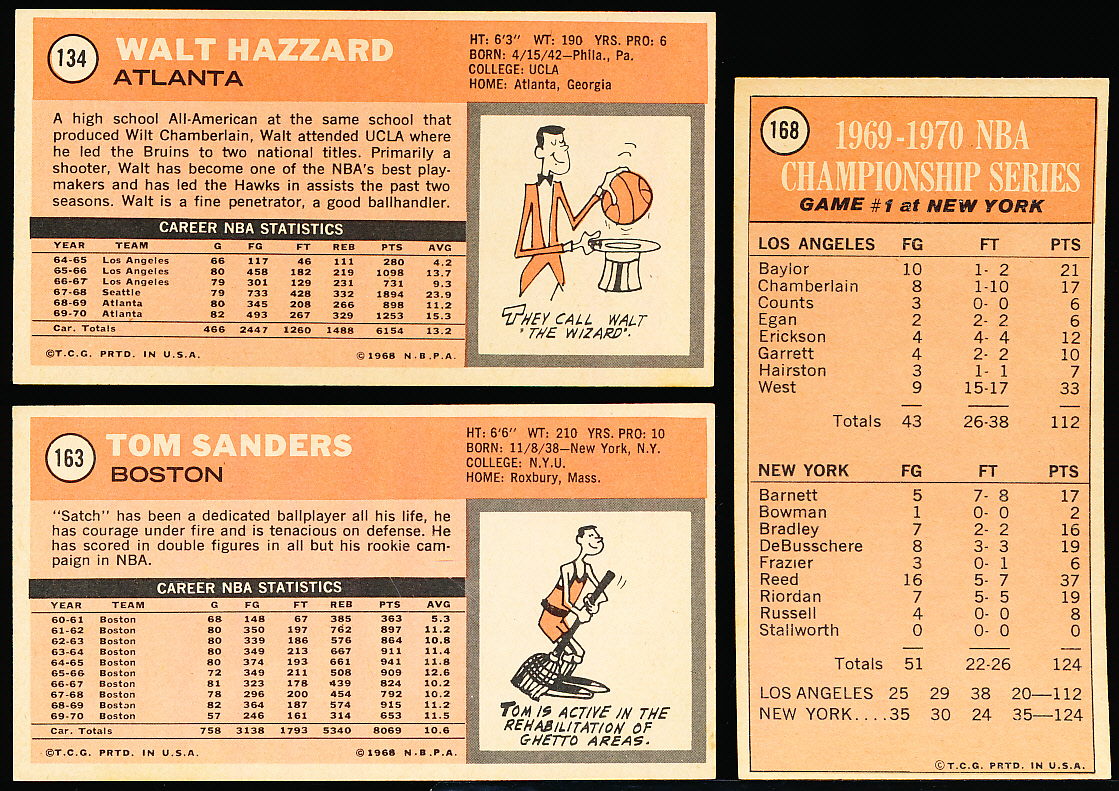 134
WALT HAZZARD
ATLANTA
HT: 6'3" WT: 190 YRS. PRO: 6
BORN: 4/15/42—Phila., Pa.
COLLEGE: UCLA
HOME: Atlanta, Georgia
A high school All-American at the same school that
produced Wilt Chamberlain, Walt attended UCLA where
he led the Bruins to two national titles. Primarily a
shooter, Walt has become one of the NBA's best play-
makers and has led the Hawks in assists the past two
seasons. Walt is a fine penetrator, a good ballhandler.
CAREER NBA STATISTICS
YEAR TEAM G FG FT REB PTS AVG
64-65 Los Angeles 66 117 46 111 280 4.2
65-66 Los Angeles 80 458 182 219 1098 13.7
66-67 Los Angeles 79 301 129 231 731 9.3
67-68 Seattle 79 733 428 332 1894 23.9
68-69 Atlanta 80 345 208 266 898 11.2
69-70 Atlanta 82 493 267 329 1253 15.3
Car. Totals 466 2447 1260 1488 6154 13.2
©T.C.G. PRTD. IN U.S.A. ©1968 N.B.P.A.
THEY CALL WALT
"THE WIZARD".
163
TOM SANDERS
BOSTON
HT: 6'6" WT: 210 YRS. PRO: 10
BORN: 11/8/38—New York, N.Y.
COLLEGE: N.Y.U.
HOME: Roxbury, Mass.
"Satch" has been a dedicated ballplayer all his life, he
has courage under fire and is tenacious on defense. He
has scored in double figures in all but his rookie cam-
paign in NBA.
CAREER NBA STATISTICS
YEAR TEAM G FG FT REB PTS AVG
60-61 Boston 68 148 67 385 363 5.3
61-62 Boston 80 350 197 762 897 11.2
62-63 Boston 80 339 186 576 864 10.8
63-64 Boston 80 349 213 667 911 11.4
64-65 Boston 80 374 193 661 941 11.8
65-66 Boston 72 349 211 508 909 12.6
66-67 Boston 81 323 178 439 824 10.2
67-68 Boston 78 296 200 454 792 10.2
68-69 Boston 82 364 187 574 915 11.2
69-70 Boston 57 246 161 314 653 11.5
Car. Totals 758 3138 1793 5340 8069 10.6
©T.C.G. PRTD. IN U.S.A. ©1968 N.B.P.A.
TOM IS ACTIVE IN THE
REHABILITATION OF
GHETTO AREAS.
168
1969-1970 NBA
CHAMPIONSHIP SERIES
GAME #1 at NEW YORK
LOS ANGELES FG FT PTS
Baylor 10 1- 2 21
Chamberlain 8 1-10 17
Counts 3 0- 0 6
Egan 2 2- 2 6
Erickson 4 4- 4 12
Garrett 4 2- 2 10
Hairston 3 1- 1 7
West 9 15-17 33
Totals 43 26-38 112
NEW YORK FG FT PTS
Barnett 5 7- 8 17
Bowman 1 0- 0 2
Bradley 7 2- 2 16
DeBusschere 8 3- 3 19
Frazier 3 0- 1 6
Reed 16 5- 7 37
Riordan 7 5- 5 19
Russell 4 0- 0 8
Stallworth 0 0- 0 0
Totals 51 22-26 124
LOS ANGELES 25 29 38 20—112
NEW YORK....35 30 24 35—124
©T.C.G. PRTD. IN U.S.A.